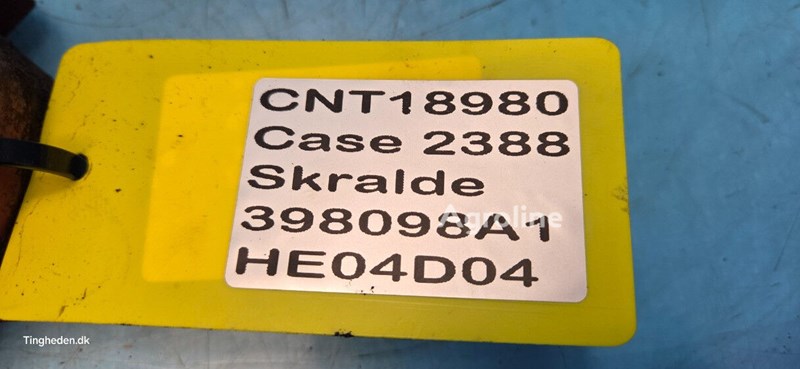 CNT18980
Case 2388
Skralde
398098A1
Agroline
HE04D04
Tingheden.dk